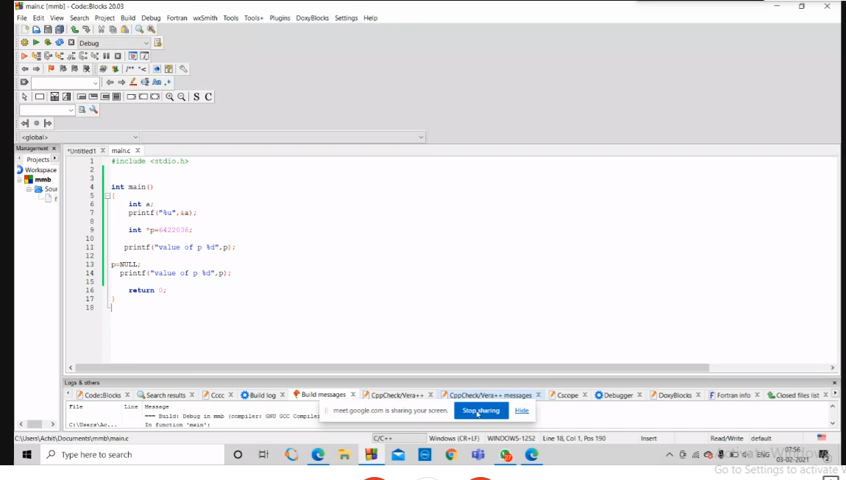 main.c [mmb] - Code::Blocks 20.03
File Edit View Search Project Build Debug Fortran wxSmith Tools Tools+ Plugins DoxyBlocks Settings Help
Debug
S C
<global>
Management
*Untitled1 main.c
Projects
Workspace
mmb
Sour
1 #include <stdio.h>
2
3
4 int main()
5 {
6 int a;
7 printf("%u",&a);
8
9 int *p=6422036;
10
11 printf("value of p %d",p);
12
13 p=NULL;
14 printf("value of p %d",p);
15
16 return 0;
17 }
18
Logs & others
Code::Blocks Search results Cccc Build log Build messages CppCheck/Vera++ CppCheck/Vera++ messages Cscope Debugger DoxyBlocks Fortran info Closed files list
File Line Message
=== Build: Debug in mmb (compiler: GNU GCC Compiler
C:\Users\Ac... In function 'main':
meet.google.com is sharing your screen. Stop sharing Hide
C:\Users\Achit\Documents\mmb\main.c C/C++ Windows (CR+LF) WINDOWS-1252 Line 18, Col 1, Pos 190 Insert Read/Write default
Type here to search
ENG
07:56
03-02-2021
Activate Windows
Go to Settings to activate